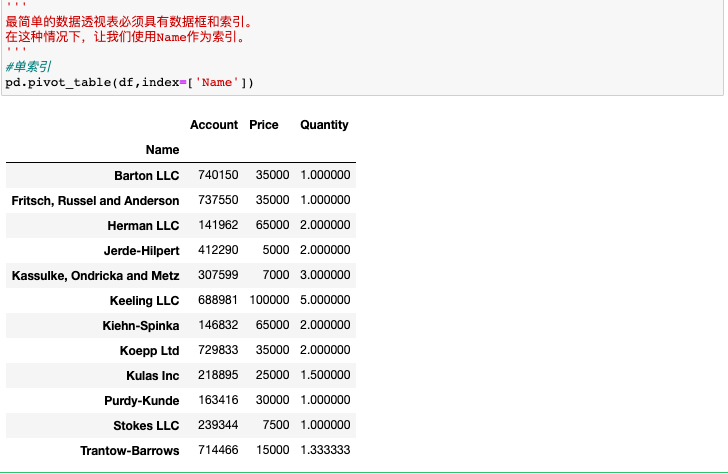 '''
最简单的数据透视表必须具有数据框和索引。
在这种情况下，让我们使用Name作为索引。
'''
#单索引
pd.pivot_table(df,index=['Name'])
Account Price Quantity
Name
Barton LLC 740150 35000 1.000000
Fritsch, Russel and Anderson 737550 35000 1.000000
Herman LLC 141962 65000 2.000000
Jerde-Hilpert 412290 5000 2.000000
Kassulke, Ondricka and Metz 307599 7000 3.000000
Keeling LLC 688981 100000 5.000000
Kiehn-Spinka 146832 65000 2.000000
Koepp Ltd 729833 35000 2.000000
Kulas Inc 218895 25000 1.500000
Purdy-Kunde 163416 30000 1.000000
Stokes LLC 239344 7500 1.000000
Trantow-Barrows 714466 15000 1.333333